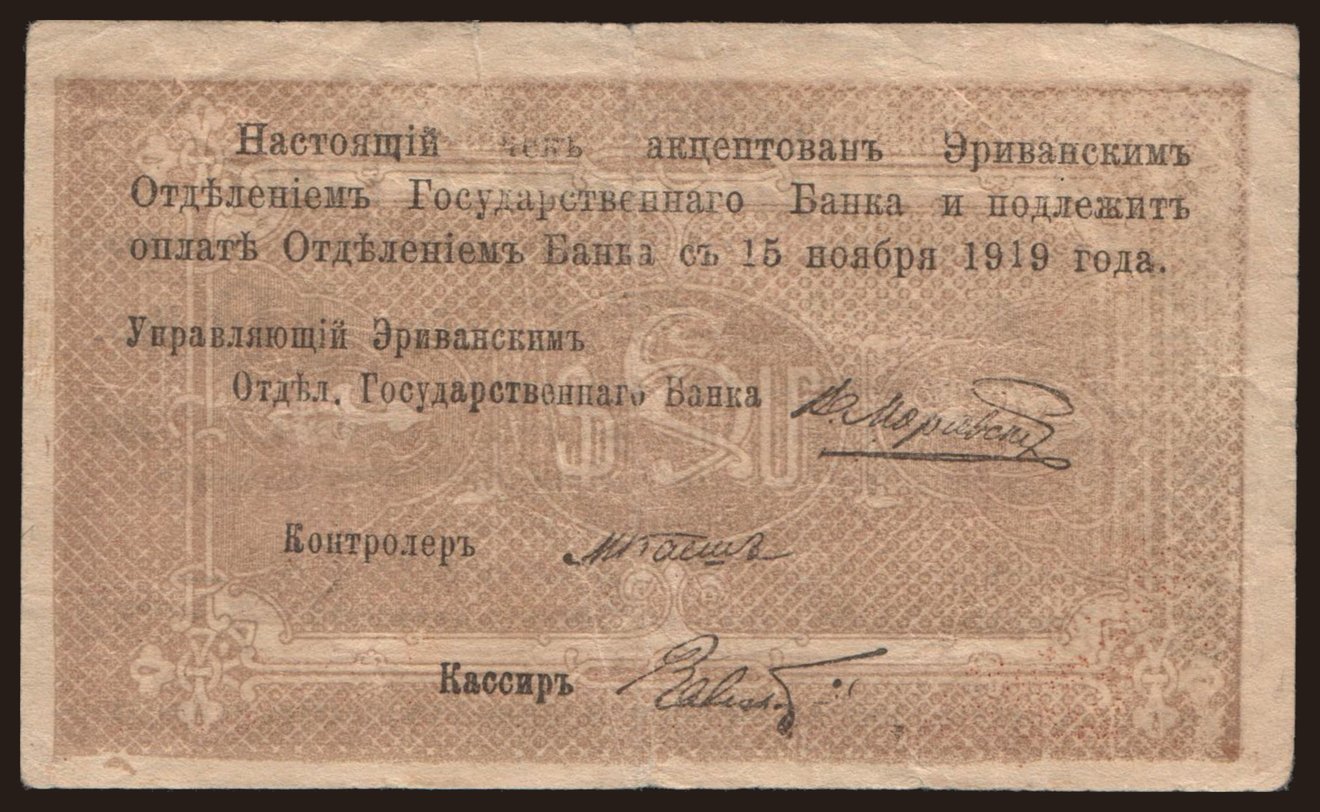 Настоящій чекъ акцептованъ Эриванскимъ
Отдѣленіемъ Государственнаго Банка и подлежитъ
оплатѣ Отдѣленіемъ Банка съ 15 ноября 1919 года.
Управляющій Эриванскимъ
Отдѣл. Государственнаго Банка
Контролеръ
Кассиръ